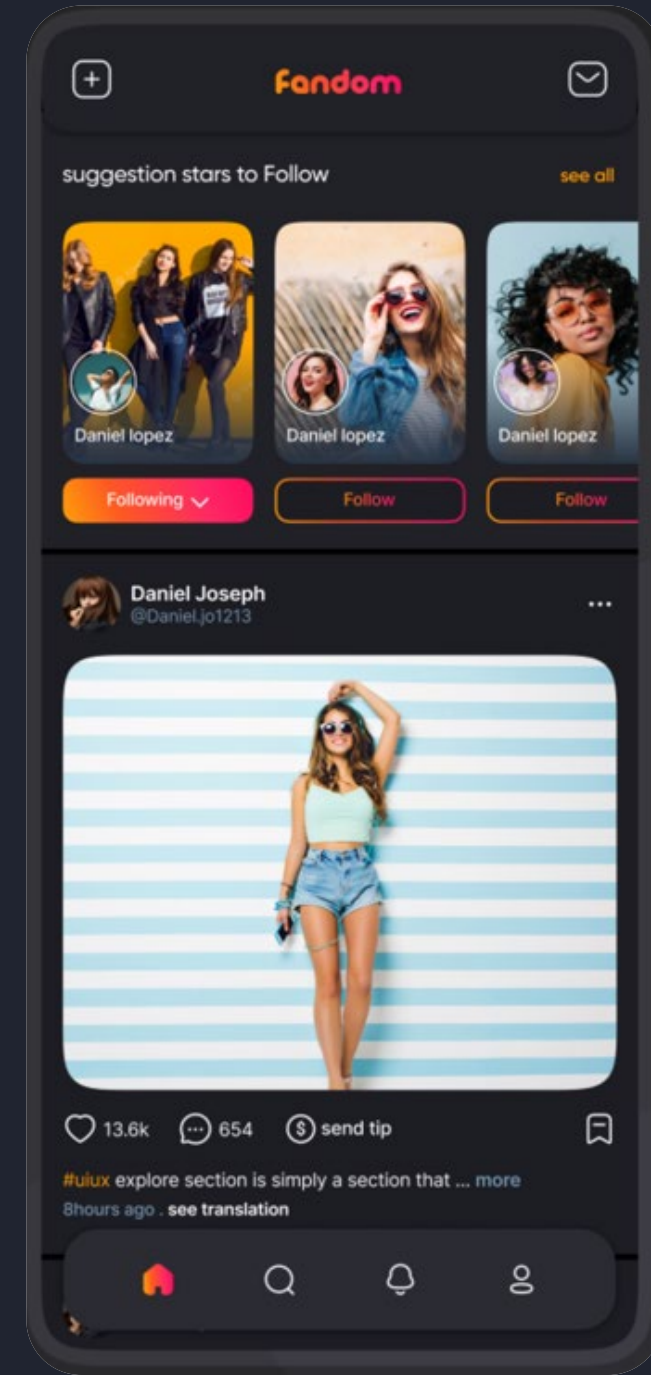 Fandom
suggestion stars to Follow see all
Daniel lopez Daniel lopez Daniel lopez
Following Follow Follow
Daniel Joseph
@Daniel.jo1213
13.6k 654 $ send tip
#uiux explore section is simply a section that ... more
8hours ago . see translation